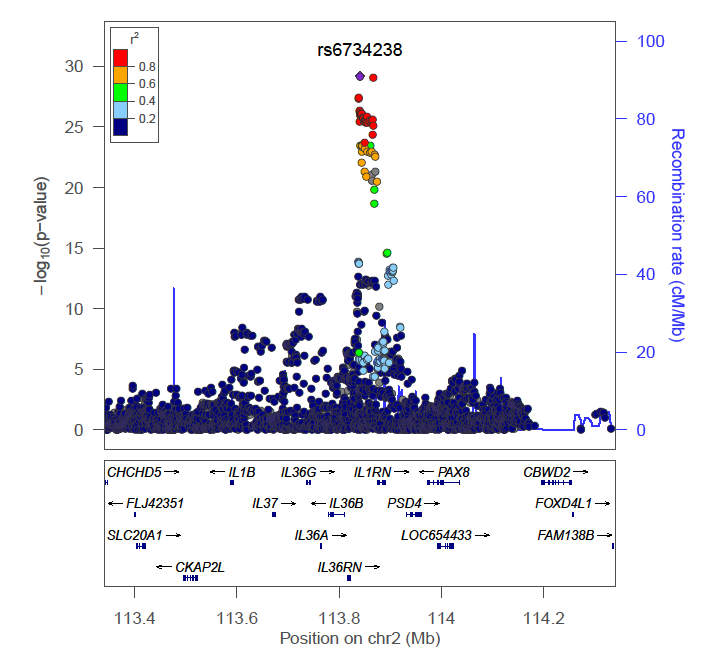 rs6734238
r2
0.8
0.6
0.4
0.2
30
25
20
15
10
5
0
−log10(p−value)
100
80
60
40
20
0
Recombination rate (cM/Mb)
CHCHD5 IL1B IL36G IL1RN PAX8 CBWD2
FLJ42351 IL37 IL36B PSD4 FOXD4L1
SLC20A1 IL36A LOC654433 FAM138B
CKAP2L IL36RN
113.4 113.6 113.8 114 114.2
Position on chr2 (Mb)